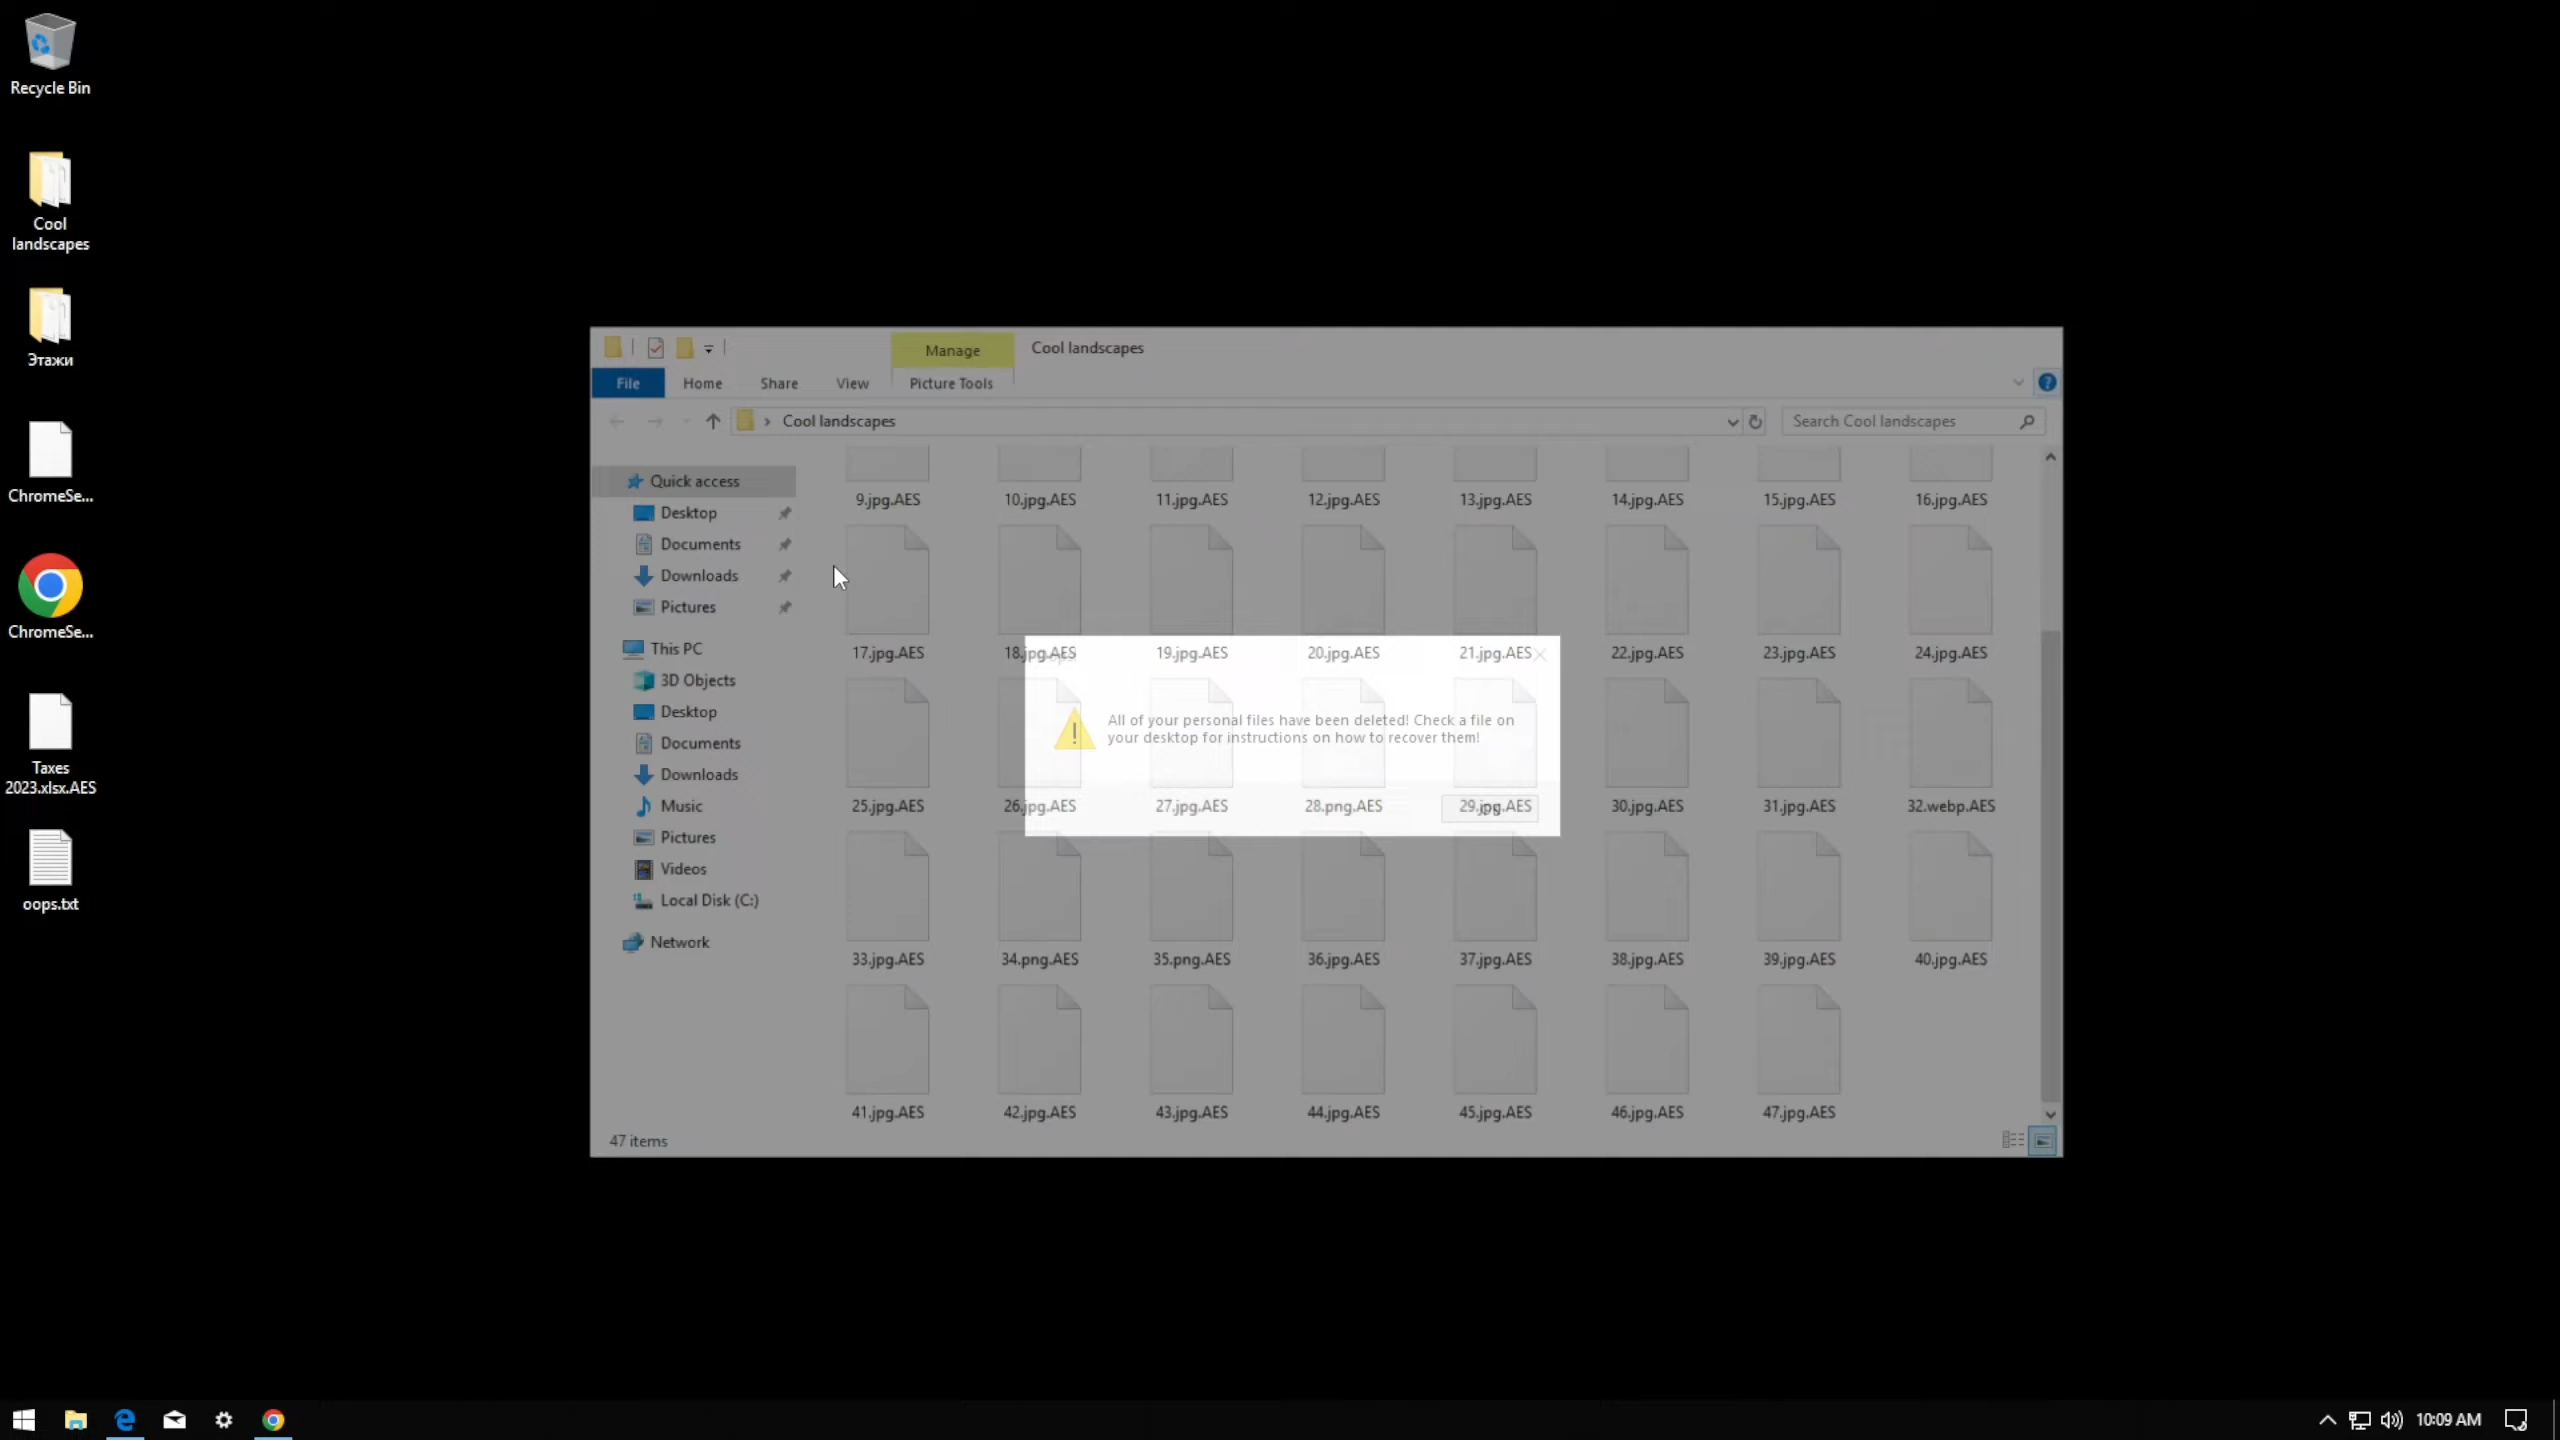 Recycle Bin
Cool
landscapes
Этажи
ChromeSe...
ChromeSe...
Taxes
2023.xlsx.AES
oops.txt
Manage
Cool landscapes
File
Home
Share
View
Picture Tools
Cool landscapes
Search Cool landscapes
Quick access
Desktop
Documents
Downloads
Pictures
This PC
3D Objects
Desktop
Documents
Downloads
Music
Pictures
Videos
Local Disk (C:)
Network
9.jpg.AES 10.jpg.AES 11.jpg.AES 12.jpg.AES 13.jpg.AES 14.jpg.AES 15.jpg.AES 16.jpg.AES
17.jpg.AES 18.jpg.AES 19.jpg.AES 20.jpg.AES 21.jpg.AES 22.jpg.AES 23.jpg.AES 24.jpg.AES
All of your personal files have been deleted! Check a file on
your desktop for instructions on how to recover them!
25.jpg.AES 26.jpg.AES 27.jpg.AES 28.png.AES 29.jpg.AES 30.jpg.AES 31.jpg.AES 32.webp.AES
33.jpg.AES 34.png.AES 35.png.AES 36.jpg.AES 37.jpg.AES 38.jpg.AES 39.jpg.AES 40.jpg.AES
41.jpg.AES 42.jpg.AES 43.jpg.AES 44.jpg.AES 45.jpg.AES 46.jpg.AES 47.jpg.AES
47 items
10:09 AM